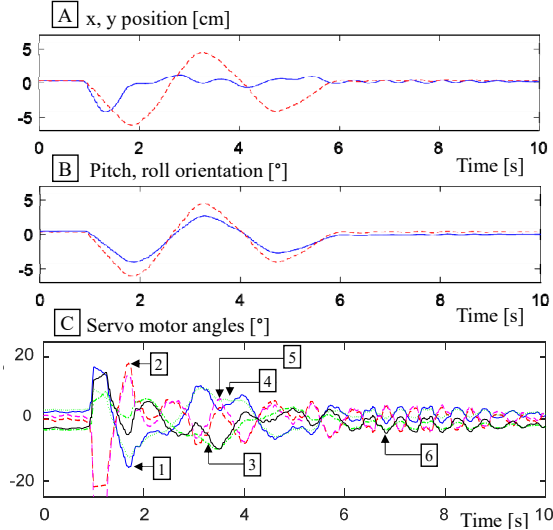 A x, y position [cm]
5
0
-5
0 2 4 6 8 10
Time [s]
B Pitch, roll orientation [°]
5
0
-5
0 2 4 6 8 10
Time [s]
C Servo motor angles [°]
20
0
-20
2
5
4
1
3
6
0 2 4 6 8 10
Time [s]